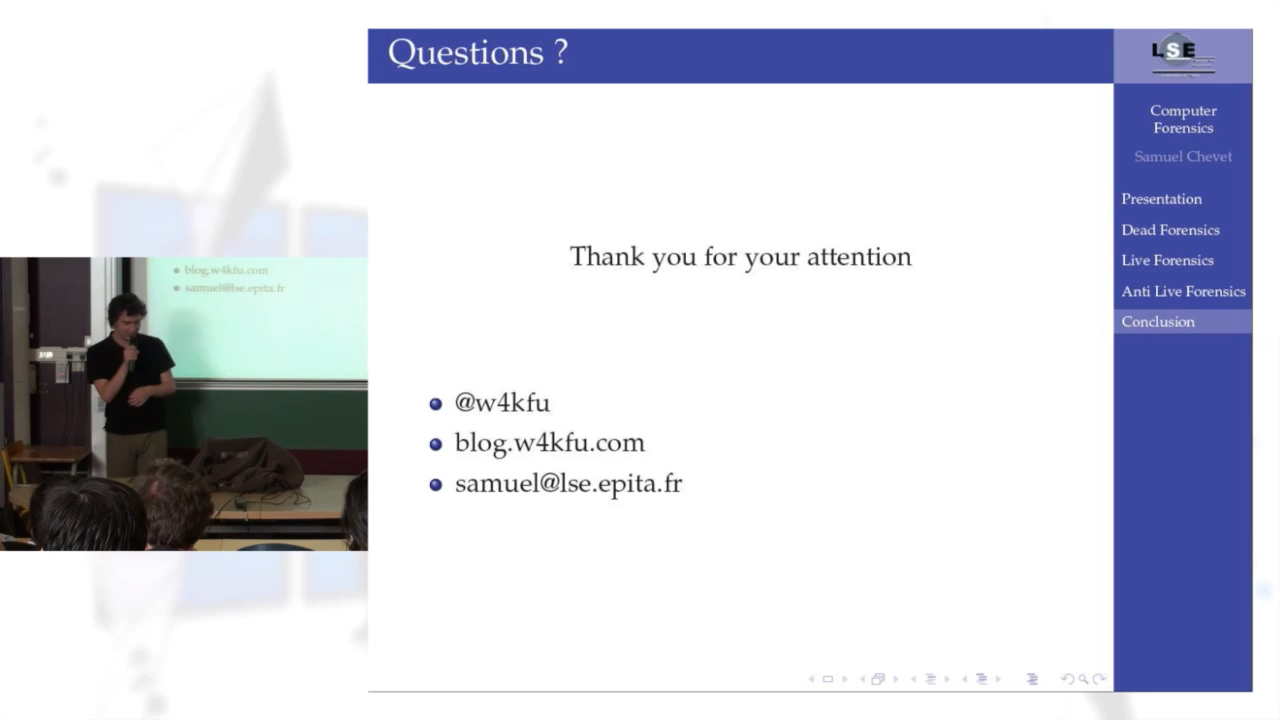 Questions ?
Thank you for your attention
@w4kfu
blog.w4kfu.com
samuel@lse.epita.fr
LSE
Computer
Forensics
Samuel Chevet
Presentation
Dead Forensics
Live Forensics
Anti Live Forensics
Conclusion
blog.w4kfu.com
samuel@lse.epita.fr